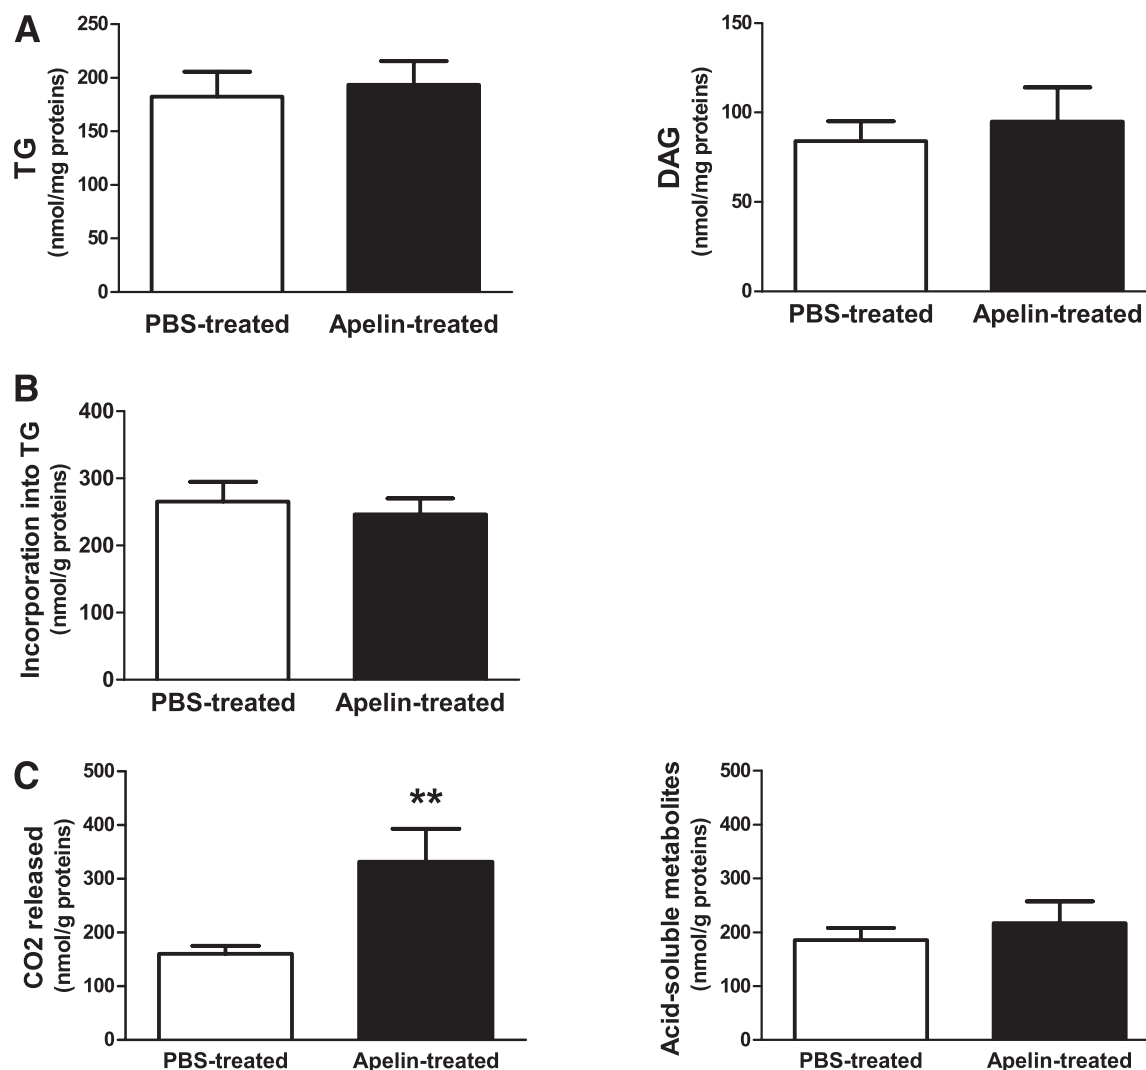 A
TG
(nmol/mg proteins)
250
200
150
100
50
0
PBS-treated
Apelin-treated
DAG
(nmol/mg proteins)
150
100
50
0
PBS-treated
Apelin-treated
B
Incorporation into TG
(nmol/g proteins)
400
300
200
100
0
PBS-treated
Apelin-treated
C
CO2 released
(nmol/g proteins)
500
400
300
200
100
0
**
PBS-treated
Apelin-treated
Acid-soluble metabolites
(nmol/g proteins)
500
400
300
200
100
0
PBS-treated
Apelin-treated